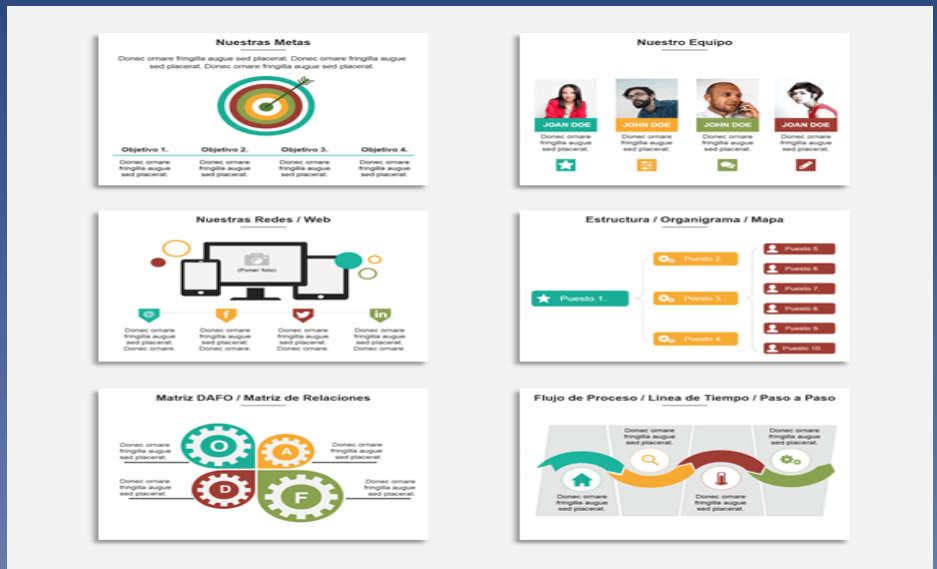 Nuestras Metas
Donec ornare fringilla augue sed placerat. Donec ornare fringilla augue
sed placerat. Donec ornare fringilla augue sed placerat.
Objetivo 1. Objetivo 2. Objetivo 3. Objetivo 4.
Donec ornare Donec ornare Donec ornare Donec ornare
fringilla augue fringilla augue fringilla augue fringilla augue
sed placerat. sed placerat. sed placerat. sed placerat.
Nuestro Equipo
JOAN DOE JOHN DOE JOHN DOE JOAN DOE
Donec ornare Donec ornare Donec ornare Donec ornare
fringilla augue fringilla augue fringilla augue fringilla augue
sed placerat. sed placerat. sed placerat. sed placerat.
Nuestras Redes / Web
(Poner foto)
@ f in
Donec ornare Donec ornare Donec ornare Donec ornare
fringilla augue fringilla augue fringilla augue fringilla augue
sed placerat. sed placerat. sed placerat. sed placerat.
Donec ornare. Donec ornare. Donec ornare. Donec ornare.
Estructura / Organigrama / Mapa
Puesto 1.
Puesto 2.
Puesto 3.
Puesto 4.
Puesto 5.
Puesto 6.
Puesto 7.
Puesto 8.
Puesto 9.
Puesto 10.
Matriz DAFO / Matriz de Relaciones
Donec ornare
fringilla augue
sed placerat.
O
A
Donec ornare
fringilla augue
sed placerat.
Donec ornare
fringilla augue
sed placerat.
D
F
Donec ornare
fringilla augue
sed placerat.
Flujo de Proceso / Línea de Tiempo / Paso a Paso
Donec ornare Donec ornare
fringilla augue fringilla augue
sed placerat. sed placerat.
Donec ornare Donec ornare
fringilla augue fringilla augue
sed placerat. sed placerat.